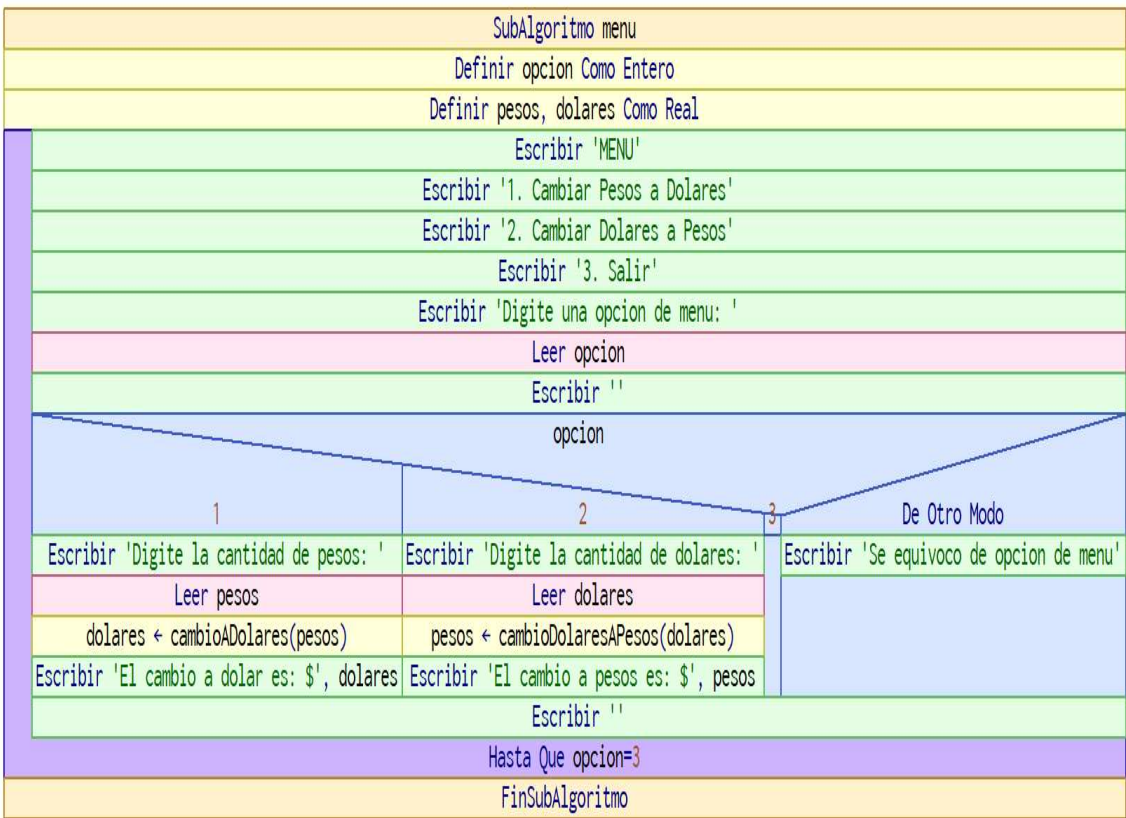 SubAlgoritmo menu
Definir opcion Como Entero
Definir pesos, dolares Como Real
Escribir 'MENU'
Escribir '1. Cambiar Pesos a Dolares'
Escribir '2. Cambiar Dolares a Pesos'
Escribir '3. Salir'
Escribir 'Digite una opcion de menu: '
Leer opcion
Escribir ''
opcion
1 2 3 De Otro Modo
Escribir 'Digite la cantidad de pesos: ' Escribir 'Digite la cantidad de dolares: ' Escribir 'Se equivoco de opcion de menu'
Leer pesos Leer dolares
dolares ← cambioADolares(pesos) pesos ← cambioDolaresAPesos(dolares)
Escribir 'El cambio a dolar es: $', dolares Escribir 'El cambio a pesos es: $', pesos
Escribir ''
Hasta Que opcion=3
FinSubAlgoritmo